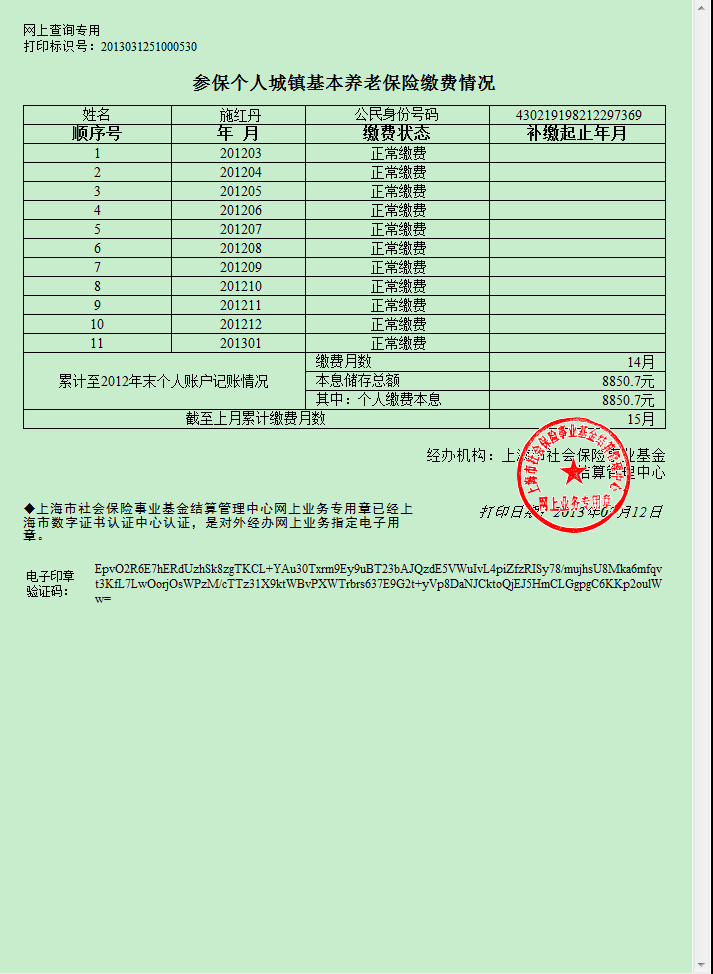 网上查询专用
打印标识号：2013031251000530
参保个人城镇基本养老保险缴费情况
姓名 施红丹 公民身份号码 430219198212297369
顺序号 年 月 缴费状态 补缴起止年月
1 201203 正常缴费
2 201204 正常缴费
3 201205 正常缴费
4 201206 正常缴费
5 201207 正常缴费
6 201208 正常缴费
7 201209 正常缴费
8 201210 正常缴费
9 201211 正常缴费
10 201212 正常缴费
11 201301 正常缴费
累计至2012年末个人账户记账情况 缴费月数 14月
本息储存总额 8850.7元
其中：个人缴费本息 8850.7元
截至上月累计缴费月数 15月
经办机构：上海市社会保险事业基金
结算管理中心
上海市社会保险事业基金结算管理中心
网上业务专用章
打印日期：2013年03月12日
◆上海市社会保险事业基金结算管理中心网上业务专用章已经上
海市数字证书认证中心认证，是对外经办网上业务指定电子用
章。
电子印章
验证码：
EpvO2R6E7hERdUzhSk8zgTKCL+YAu30Txrm9Ey9uBT23bAJQzdE5VWuIvL4piZfzRISy78/mujhsU8Mka6mfqv
t3KfL7LwOorjOsWPzM/cTTz31X9ktWBvPXWTrbrs637E9G2t+yVp8DaNJCktoQjEJ5HmCLGgpgC6KKp2oulW
w=